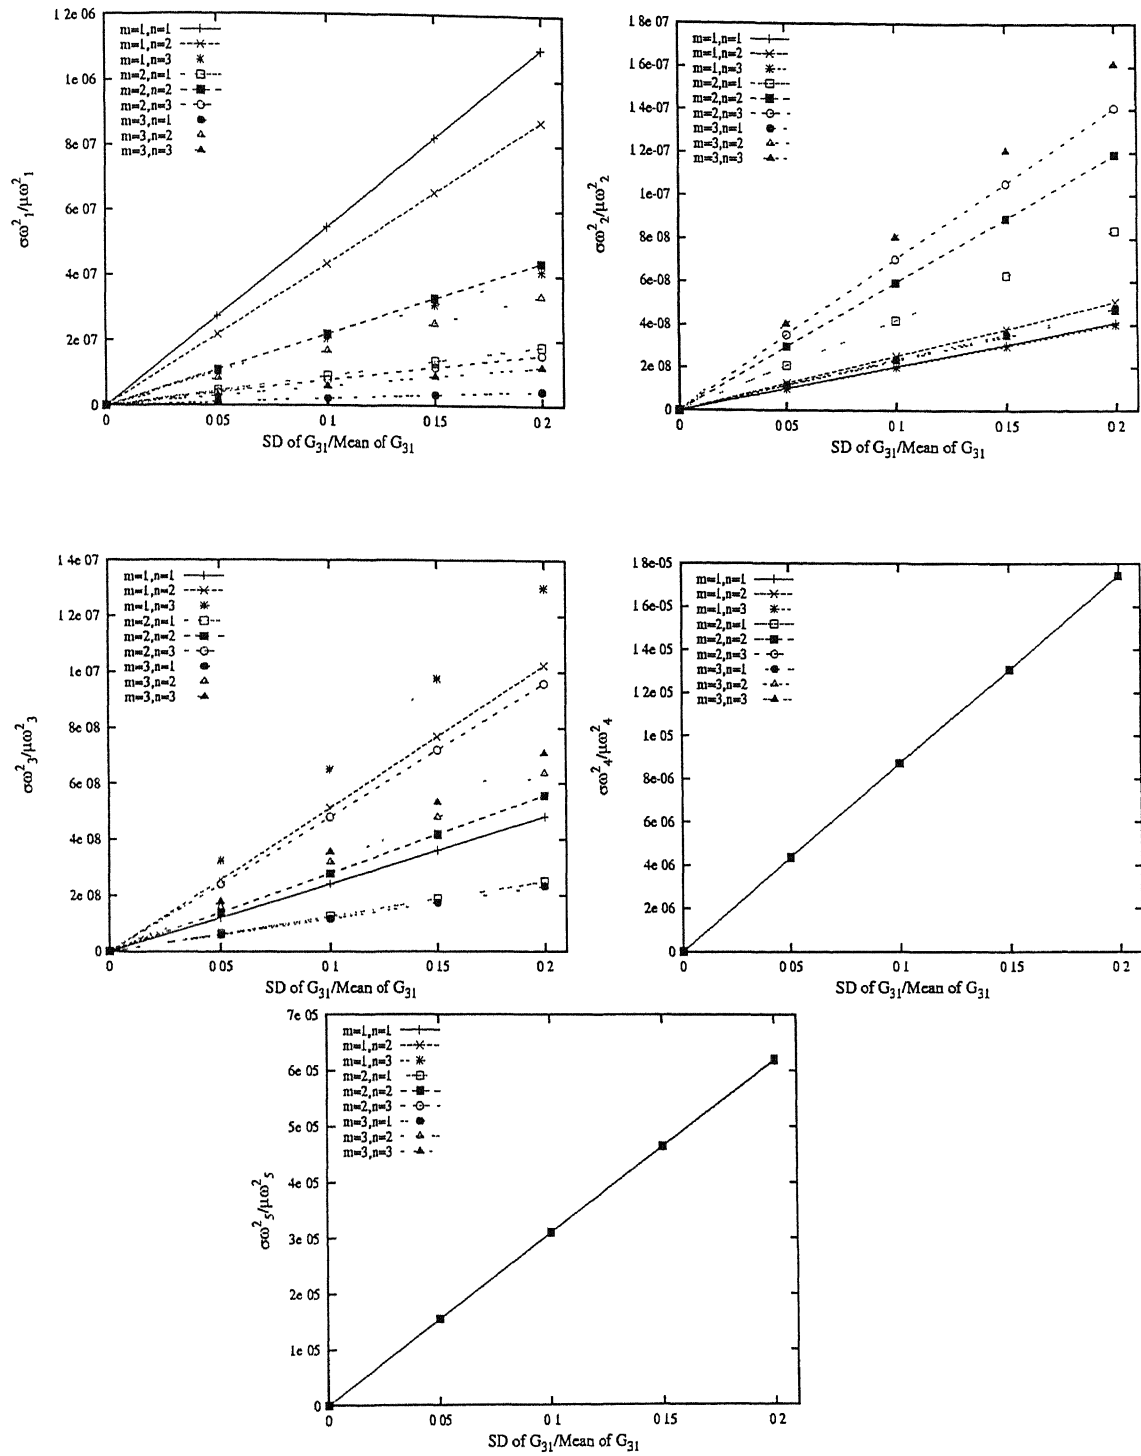 1 2e 06
1e 06
8e 07
6e 07
4e 07
2e 07
0
σω²₁/μω²₁
m=1,n=1
m=1,n=2
m=1,n=3
m=2,n=1
m=2,n=2
m=2,n=3
m=3,n=1
m=3,n=2
m=3,n=3
0 0 05 0 1 0 15 0 2
SD of G₃₁/Mean of G₃₁
1 8e 07
1 6e-07
1 4e-07
1 2e-07
1e-07
8e 08
6e-08
4e-08
2e 08
0
σω²₂/μω²₂
m=1,n=1
m=1,n=2
m=1,n=3
m=2,n=1
m=2,n=2
m=2,n=3
m=3,n=1
m=3,n=2
m=3,n=3
0 0 05 0 1 0 15 0 2
SD of G₃₁/Mean of G₃₁
1 4e 07
1 2e 07
1e 07
8e 08
6e 08
4e 08
2e 08
0
σω²₃/μω²₃
m=1,n=1
m=1,n=2
m=1,n=3
m=2,n=1
m=2,n=2
m=2,n=3
m=3,n=1
m=3,n=2
m=3,n=3
0 0 05 0 1 0 15 0 2
SD of G₃₁/Mean of G₃₁
1 8e-05
1 6e-05
1 4e 05
1 2e 05
1e 05
8e-06
6e 06
4e 06
2e 06
0
σω²₄/μω²₄
m=1,n=1
m=1,n=2
m=1,n=3
m=2,n=1
m=2,n=2
m=2,n=3
m=3,n=1
m=3,n=2
m=3,n=3
0 0 05 0 1 0 15 0 2
SD of G₃₁/Mean of G₃₁
7e 05
6e 05
5e 05
4e 05
3e 05
2e 05
1e 05
0
σω²₅/μω²₅
m=1,n=1
m=1,n=2
m=1,n=3
m=2,n=1
m=2,n=2
m=2,n=3
m=3,n=1
m=3,n=2
m=3,n=3
0 0 05 0 1 0 15 0 2
SD of G₃₁/Mean of G₃₁